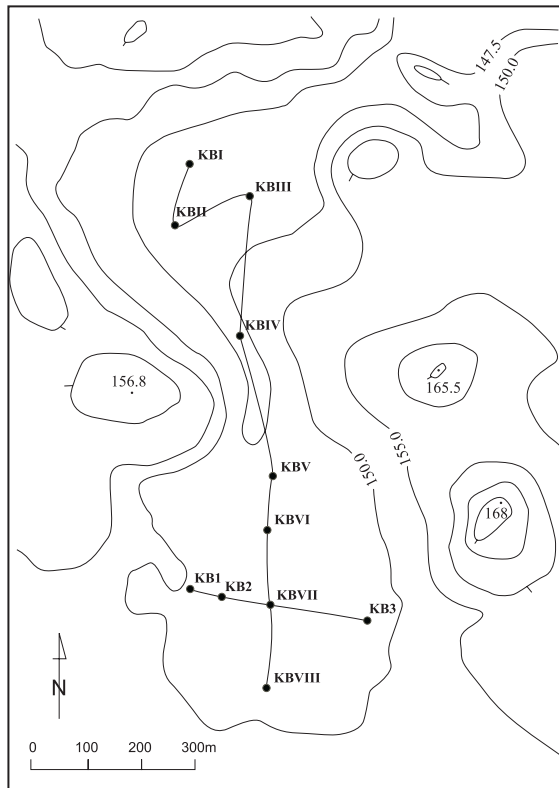 147.5
150.0
KBI
KBIII
KBII
KBIV
156.8
165.5
150.0
155.0
KBV
168
KBVI
KB1
KB2
KBVII
KB3
KBVIII
N
0 100 200 300m